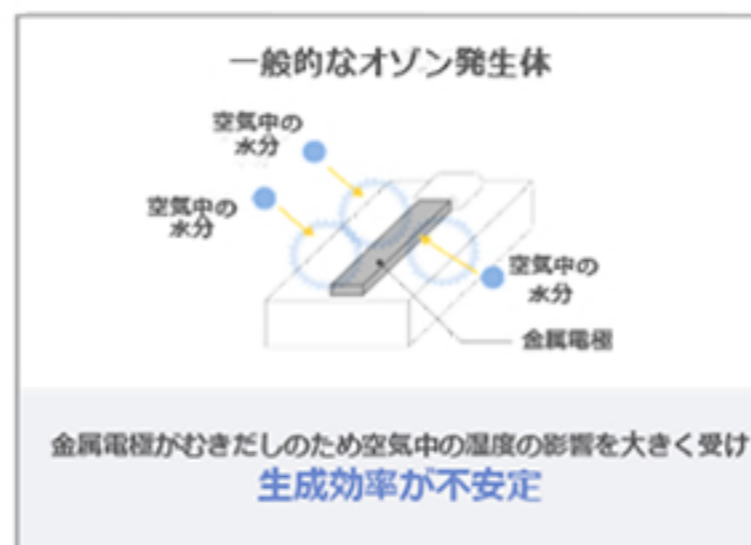 一般的なオゾン発生体
空気中の
水分
空気中の
水分
空気中の
水分
金属電極
金属電極がむきだしのため空気中の湿度の影響を大きく受け
生成効率が不安定